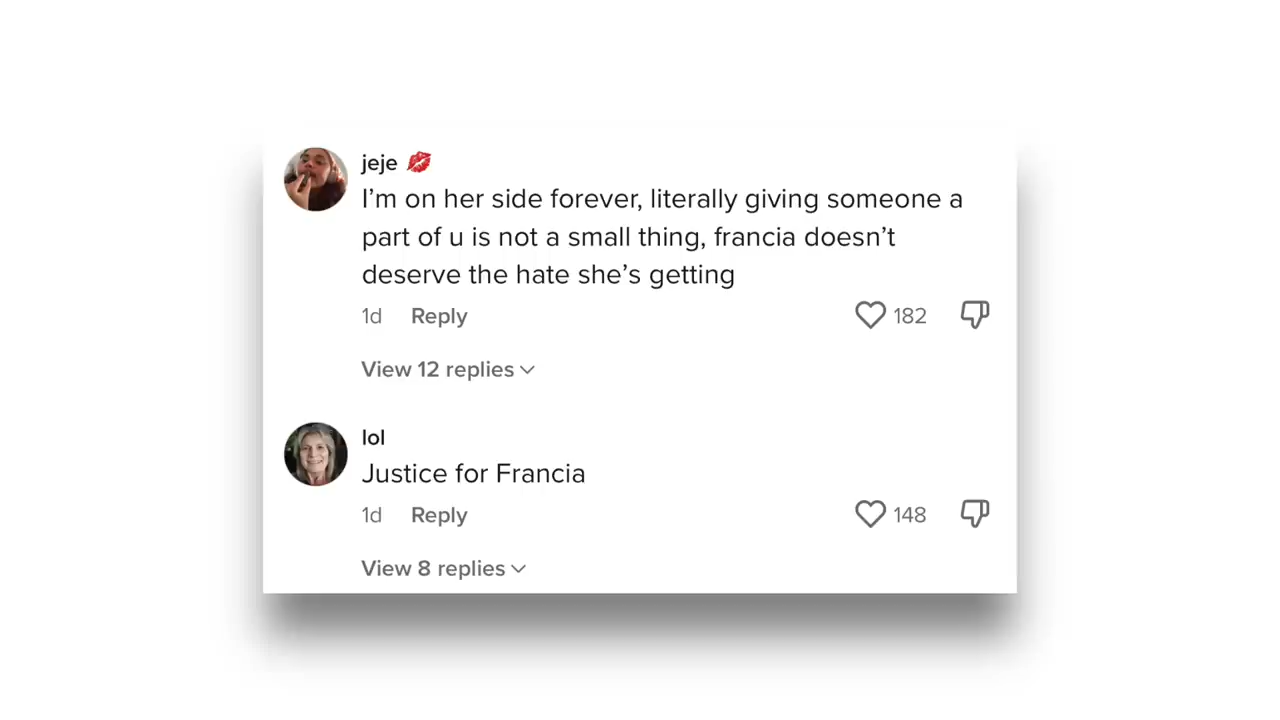 jeje 💋
I’m on her side forever, literally giving someone a
part of u is not a small thing, francia doesn’t
deserve the hate she’s getting
1d Reply 182
View 12 replies
lol
Justice for Francia
1d Reply 148
View 8 replies